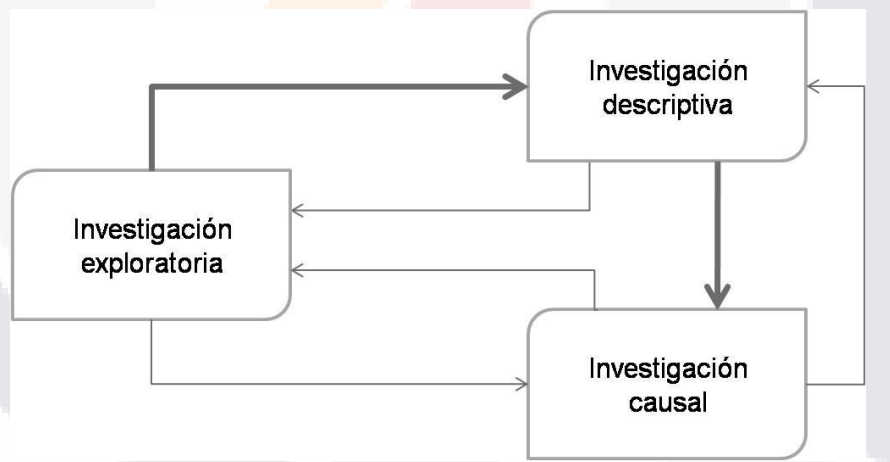 Investigación
descriptiva
Investigación
exploratoria
Investigación
causal